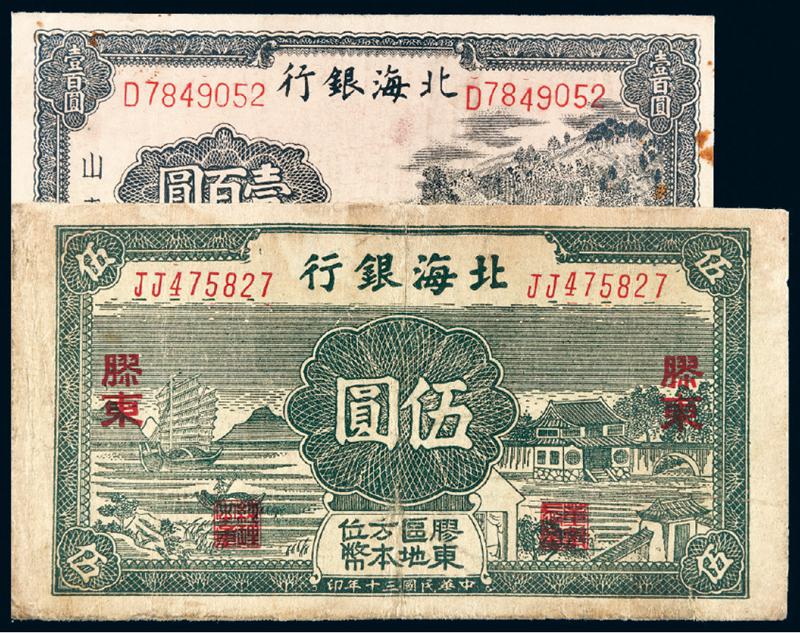 壹百圓
D7849052
北海銀行
D7849052
壹百圓
山
壹百圓
伍
伍
JJ475827
北海銀行
JJ475827
膠東
膠東
伍圓
膠東
區地
方本
位幣
伍
伍
中華民國三十年印